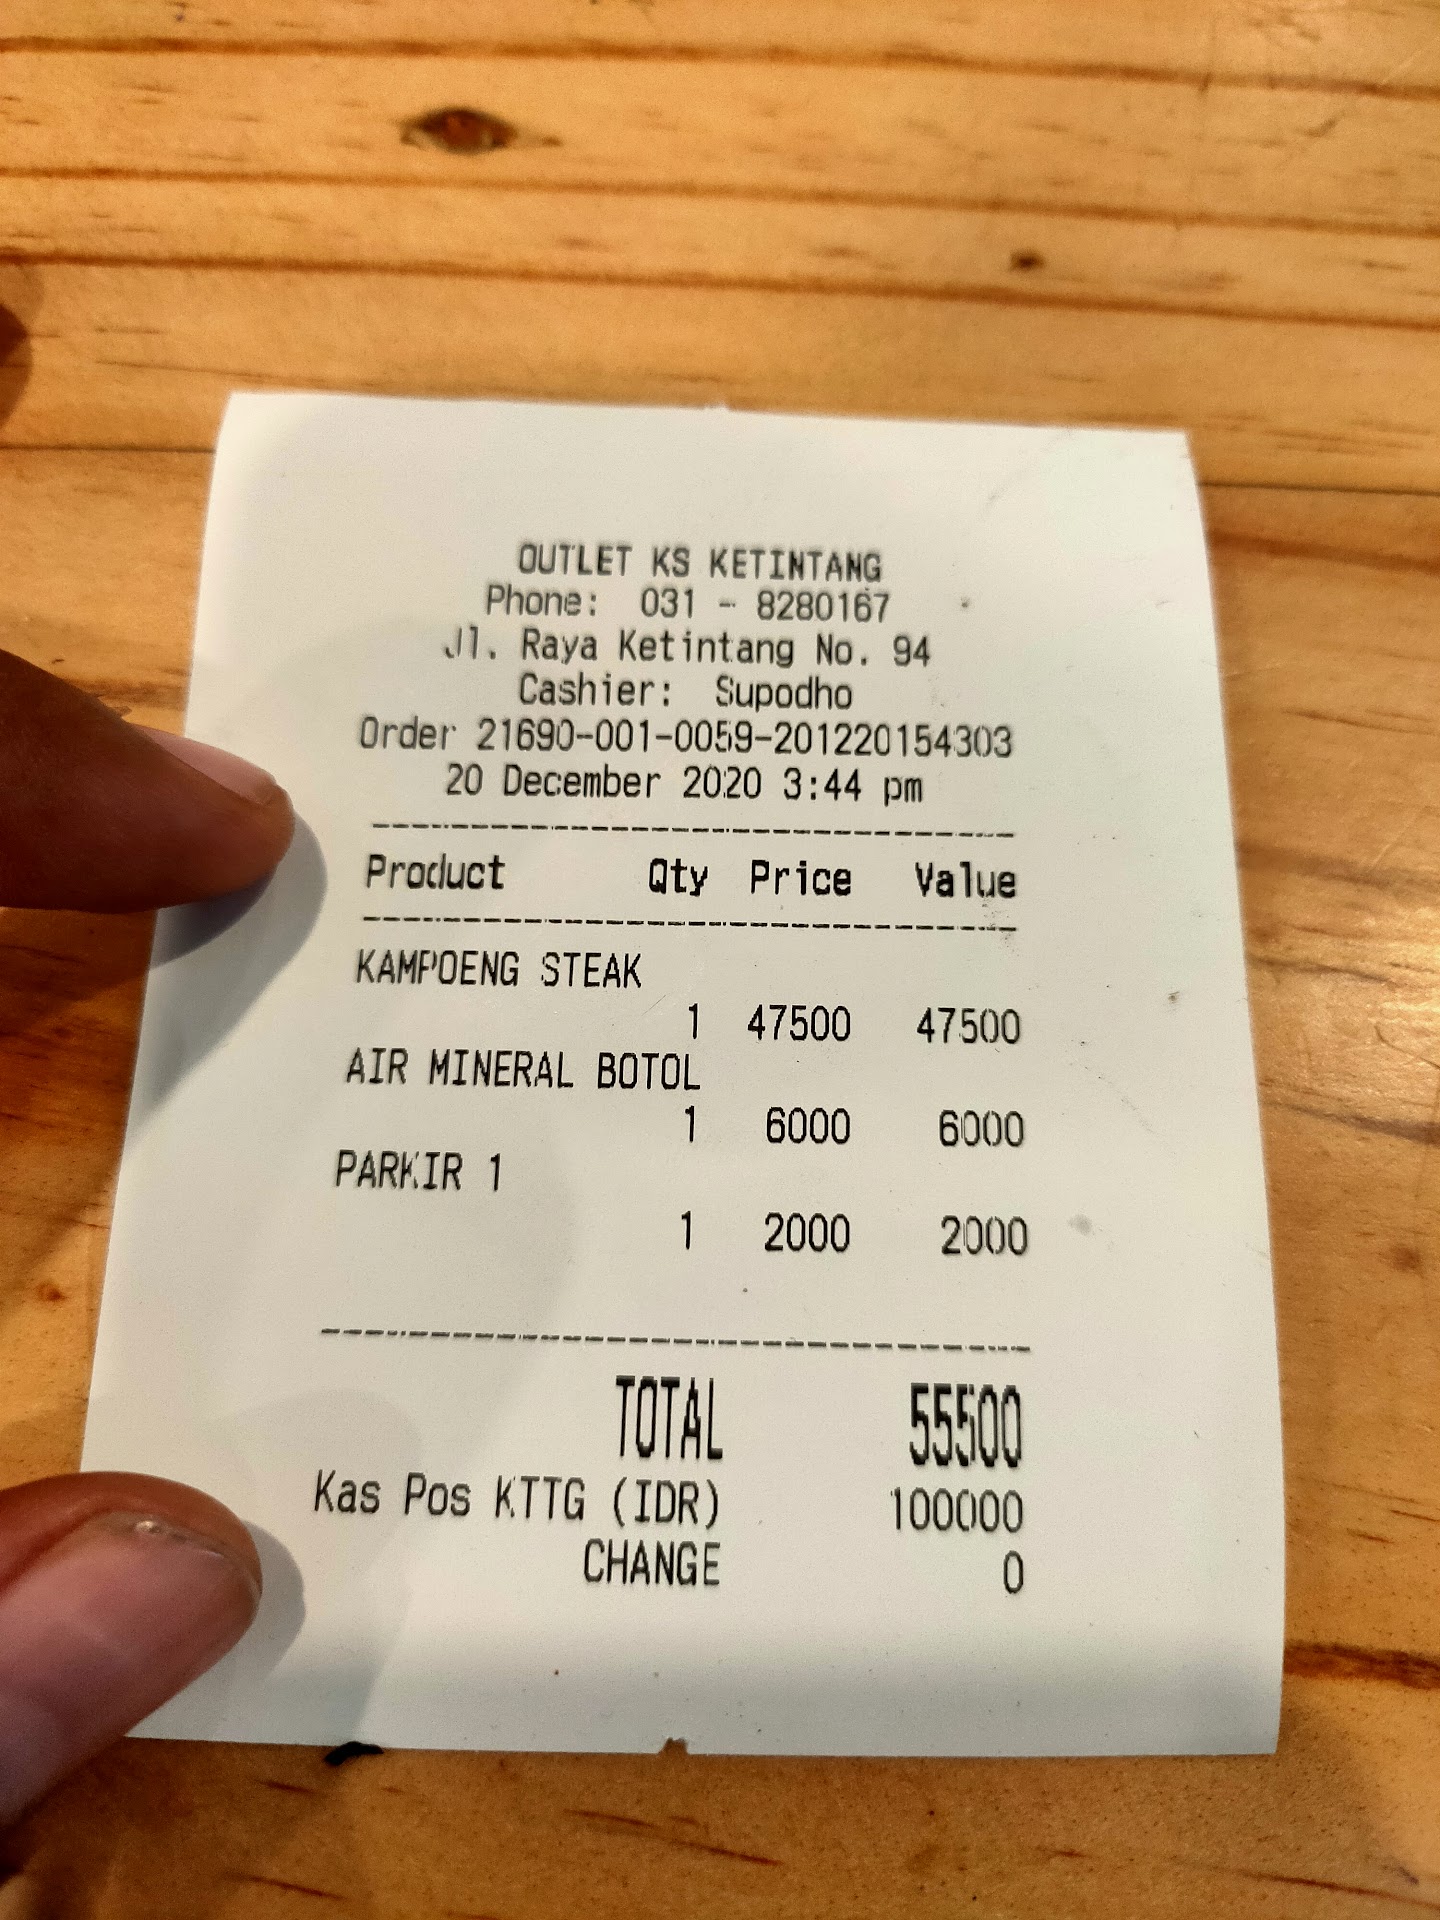 OUTLET KS KETINTANG
Phone: 031 - 8280167
Jl. Raya Ketintang No. 94
Cashier: Supodho
Order 21690-001-0059-201220154303
20 December 2020 3:44 pm
Product Qty Price Value
KAMPOENG STEAK
1 47500 47500
AIR MINERAL BOTOL
1 6000 6000
PARKIR 1
1 2000 2000
TOTAL 55500
Kas Pos KTTG (IDR) 100000
CHANGE 0